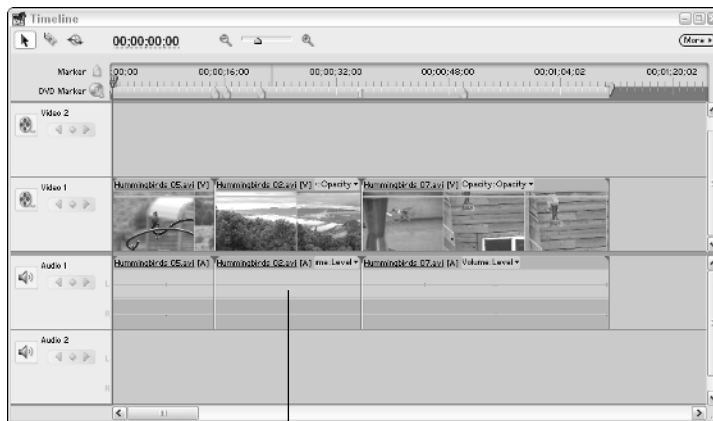 Timeline
00;00;00;00
More
Marker
00;00
00;00;16;00
00;00;32;00
00;00;48;00
00;01;04;02
00;01;20;02
DVD Marker
Video 2
Video 1
Hummingbirds 05.avi [V]
Hummingbirds 02.avi [V]
:Opacity
Hummingbirds 07.avi [V] Opacity:Opacity
Audio 1
Hummingbirds 05.avi [A]
Hummingbirds 02.avi [A]
me:Level
Hummingbirds 07.avi [A] Volume:Level
L
R
Audio 2
L
R